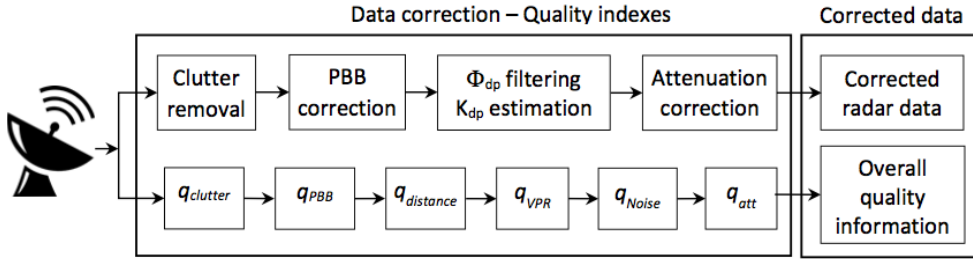 Data correction – Quality indexes
Corrected data
Clutter
removal
PBB
correction
Φdp filtering
Kdp estimation
Attenuation
correction
Corrected
radar data
qclutter
qPBB
qdistance
qVPR
qNoise
qatt
Overall
quality
information